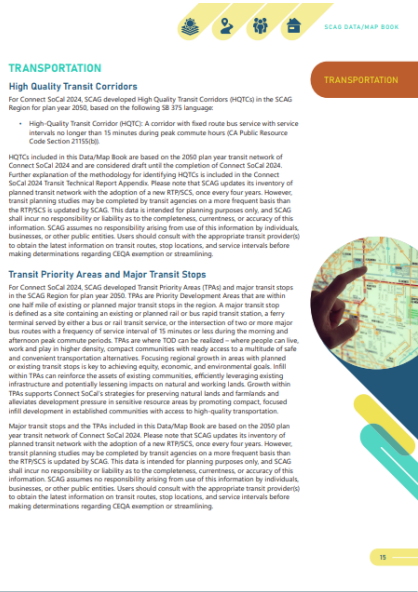 SCAG DATA/MAP BOOK
TRANSPORTATION
TRANSPORTATION
High Quality Transit Corridors
For Connect SoCal 2024, SCAG developed High Quality Transit Corridors (HQTCs) in the SCAG
Region for plan year 2050, based on the following SB 375 language:
• High-Quality Transit Corridor (HQTC): A corridor with fixed route bus service with service
intervals no longer than 15 minutes during peak commute hours (CA Public Resource
Code Section 21155(b)).
HQTCs included in this Data/Map Book are based on the 2050 plan year transit network of
Connect SoCal 2024 and are considered draft until the completion of Connect SoCal 2024.
Further explanation of the methodology for identifying HQTCs is included in the Connect
SoCal 2024 Transit Technical Report Appendix. Please note that SCAG updates its inventory of
planned transit network with the adoption of a new RTP/SCS, once every four years. However,
transit planning studies may be completed by transit agencies on a more frequent basis than
the RTP/SCS is updated by SCAG. This data is intended for planning purposes only, and SCAG
shall incur no responsibility or liability as to the completeness, currentness, or accuracy of this
information. SCAG assumes no responsibility arising from use of this information by individuals,
businesses, or other public entities. Users should consult with the appropriate transit provider(s)
to obtain the latest information on transit routes, stop locations, and service intervals before
making determinations regarding CEQA exemption or streamlining.
Transit Priority Areas and Major Transit Stops
For Connect SoCal 2024, SCAG developed Transit Priority Areas (TPAs) and major transit stops
in the SCAG Region for plan year 2050. TPAs are Priority Development Areas that are within
one half mile of existing or planned major transit stops in the region. A major transit stop
is defined as a site containing an existing or planned rail or bus rapid transit station, a ferry
terminal served by either a bus or rail transit service, or the intersection of two or more major
bus routes with a frequency of service interval of 15 minutes or less during the morning and
afternoon peak commute periods. TPAs are where TOD can be realized – where people can live,
work and play in higher density, compact communities with ready access to a multitude of safe
and convenient transportation alternatives. Focusing regional growth in areas with planned
or existing transit stops is key to achieving equity, economic, and environmental goals. Infill
within TPAs can reinforce the assets of existing communities, efficiently leveraging existing
infrastructure and potentially lessening impacts on natural and working lands. Growth within
TPAs supports Connect SoCal's strategies for preserving natural lands and farmlands and
alleviates development pressure in sensitive resource areas by promoting compact, focused
infill development in established communities with access to high-quality transportation.
Major transit stops and the TPAs included in this Data/Map Book are based on the 2050 plan
year transit network of Connect SoCal 2024. Please note that SCAG updates its inventory of
planned transit network with the adoption of a new RTP/SCS, once every four years. However,
transit planning studies may be completed by transit agencies on a more frequent basis than
the RTP/SCS is updated by SCAG. This data is intended for planning purposes only, and SCAG
shall incur no responsibility or liability as to the completeness, currentness, or accuracy of this
information. SCAG assumes no responsibility arising from use of this information by individuals,
businesses, or other public entities. Users should consult with the appropriate transit provider(s)
to obtain the latest information on transit routes, stop locations, and service intervals before
making determinations regarding CEQA exemption or streamlining.
15